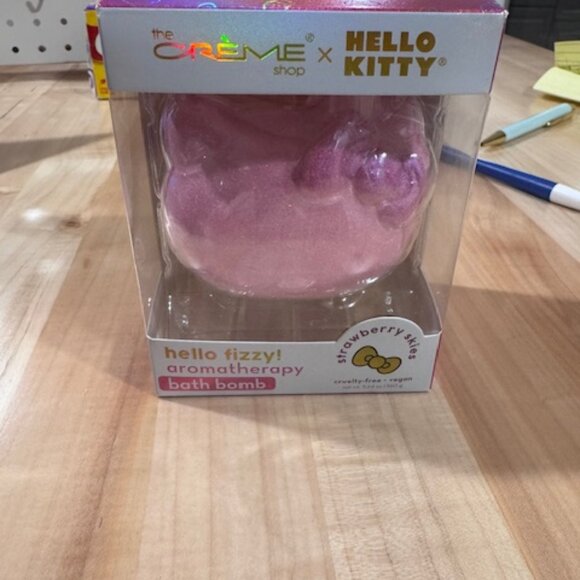 the
CRÈME®
shop
×
HELLO
KITTY®
hello fizzy!
aromatherapy
bath bomb
strawberry skies
cruelty-free • vegan